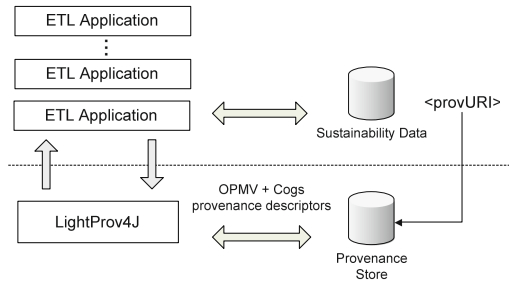 ETL Application
ETL Application
ETL Application
Sustainability Data
<provURI>
LightProv4J
OPMV + Cogs
provenance descriptors
Provenance
Store